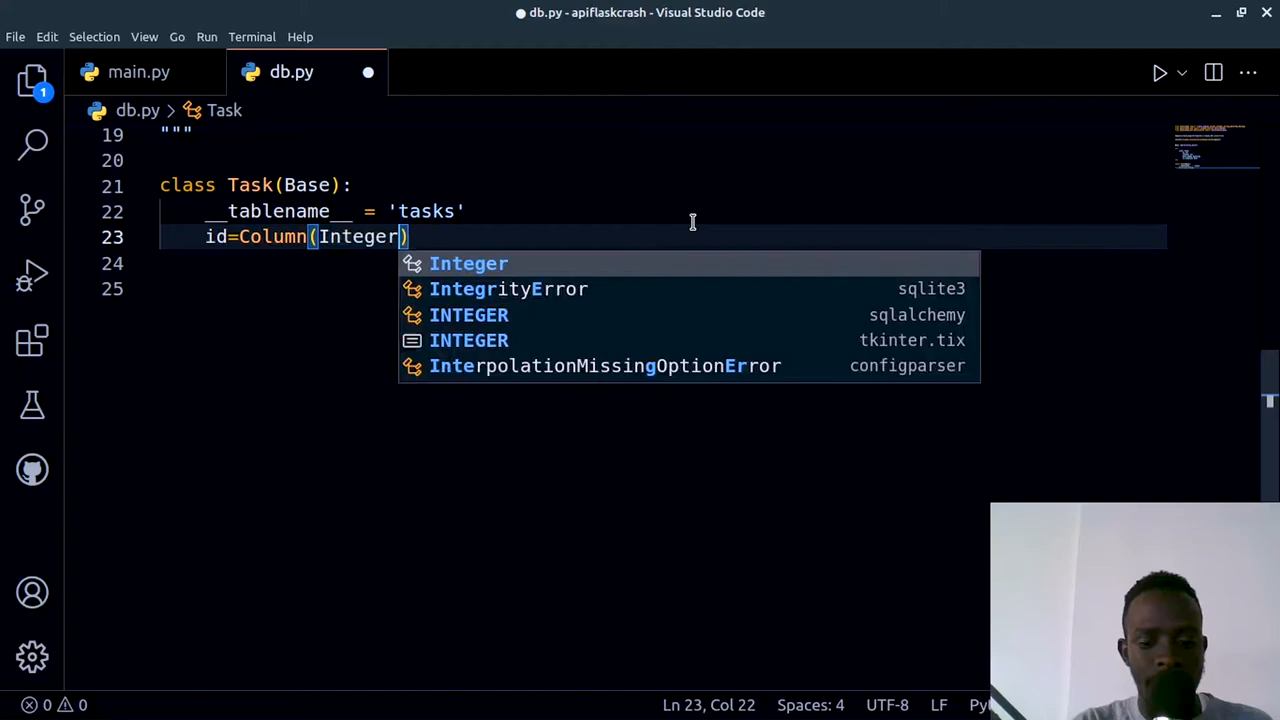 ● db.py - apiflaskcrash - Visual Studio Code
File Edit Selection View Go Run Terminal Help
main.py db.py
1
db.py > Task
19 """
20
21 class Task(Base):
22 __tablename__ = 'tasks'
23 id=Column(Integer)
24 Integer
25 IntegrityError sqlite3
INTEGER sqlalchemy
INTEGER tkinter.tix
InterpolationMissingOptionError configparser
0 0 Ln 23, Col 22 Spaces: 4 UTF-8 LF Py